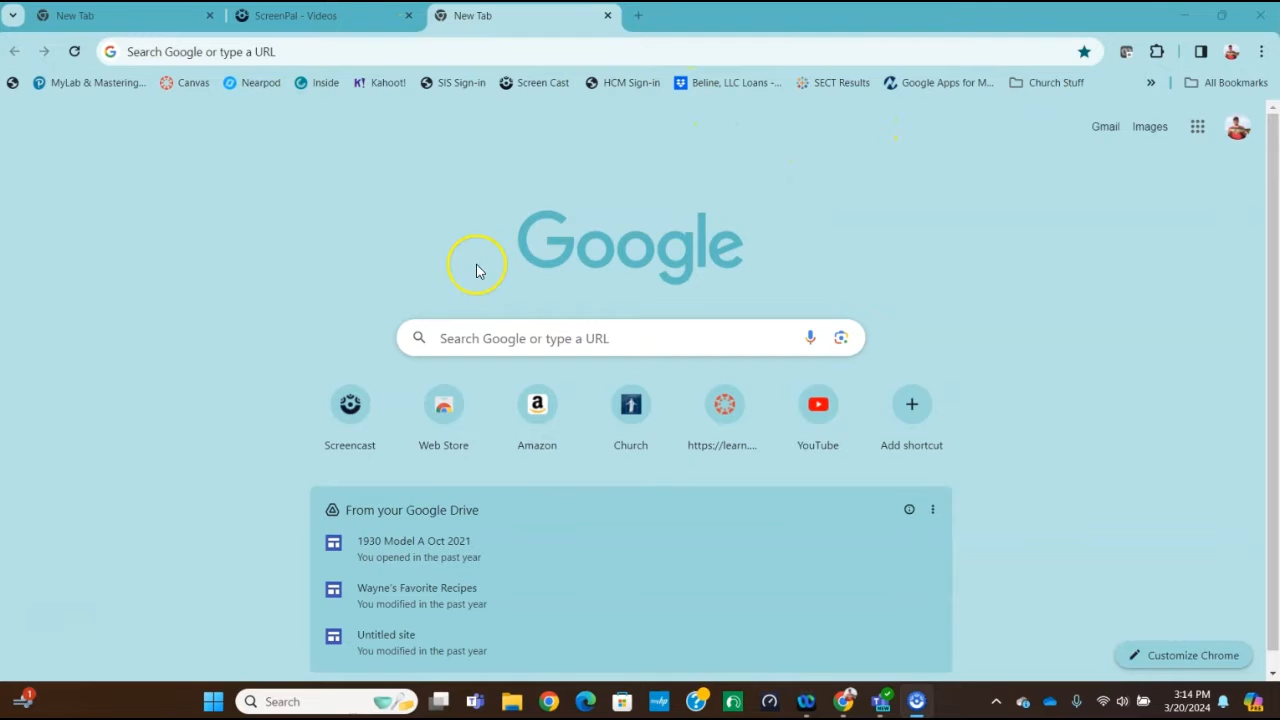 New Tab
ScreenPal - Videos
New Tab
Search Google or type a URL
MyLab & Mastering...
Canvas
Nearpod
Inside
K! Kahoot!
SIS Sign-in
Screen Cast
HCM Sign-in
Beline, LLC Loans -...
SECT Results
Google Apps for M...
Church Stuff
»
All Bookmarks
Gmail
Images
Google
Search Google or type a URL
Screencast
Web Store
Amazon
Church
https://learn....
YouTube
Add shortcut
From your Google Drive
1930 Model A Oct 2021
You opened in the past year
Wayne's Favorite Recipes
You modified in the past year
Untitled site
You modified in the past year
Customize Chrome
1
Search
3:14 PM
3/20/2024